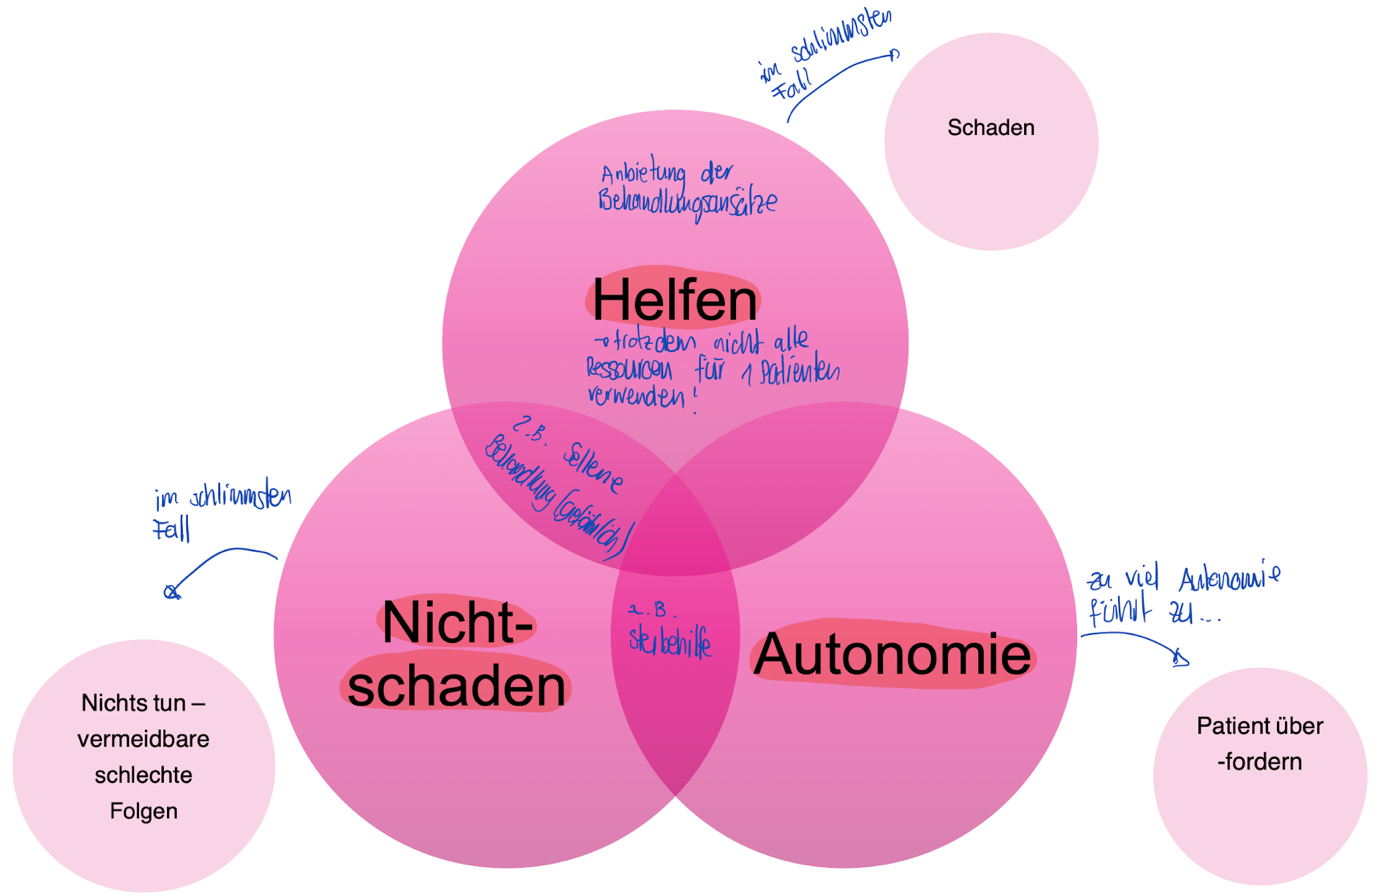 im schlimmsten
Fall
Schaden
Anbietung der
Behandlungsansätze
Helfen
→ trotzdem nicht alle
Ressourcen für 1 Patienten
verwenden!
z.B. seltene
Behandlung (gefährlich)
im schlimmsten
Fall
Nichts tun –
vermeidbare
schlechte
Folgen
Nicht-
schaden
z.B.
Sterbehilfe
Autonomie
zu viel Autonomie
führt zu...
Patient über
-fordern